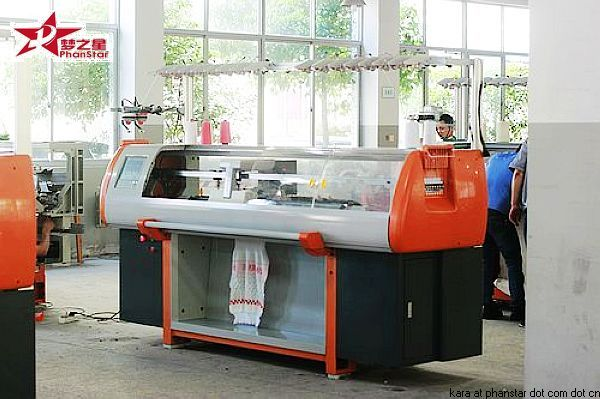 梦之星
PhanStar
kara at phanstar dot com dot cn